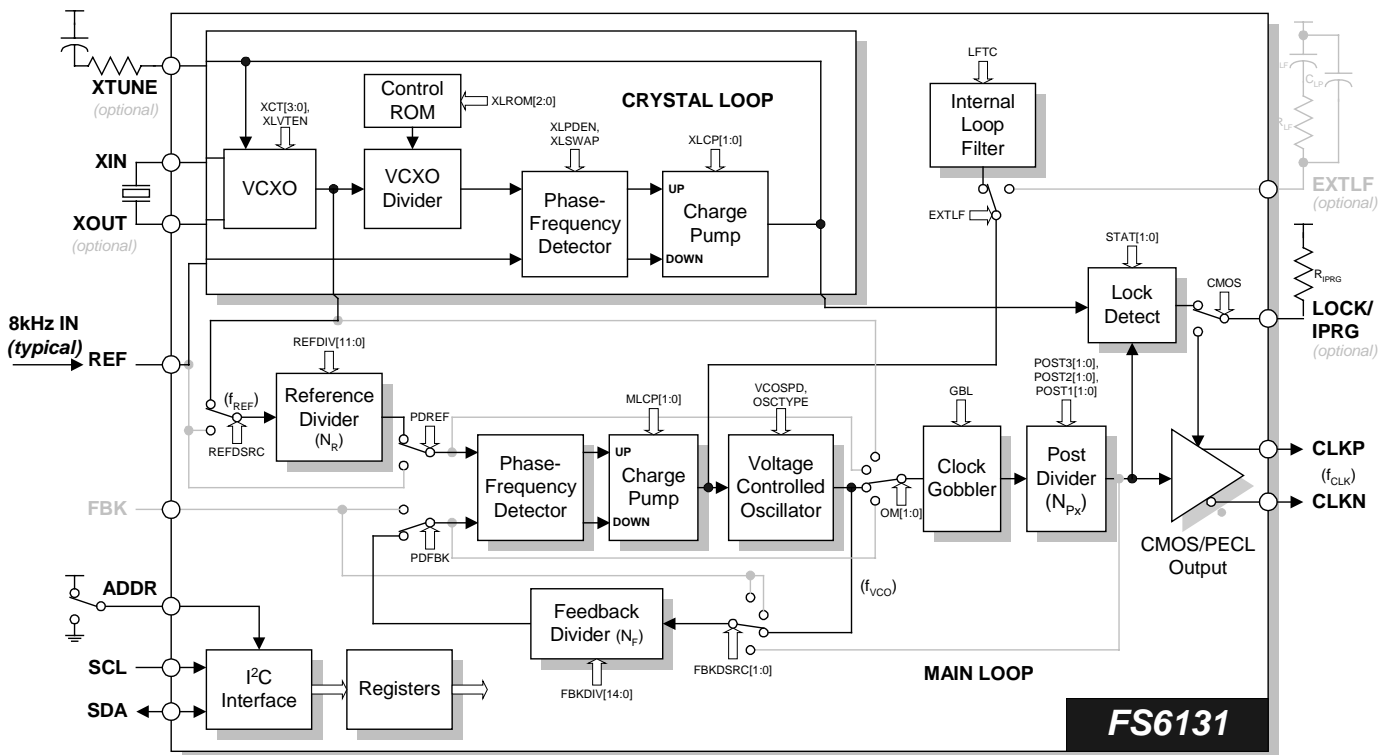 XTUNE
(optional)
XIN
XOUT
(optional)
8kHz IN
(typical)
REF
FBK
ADDR
SCL
SDA
CRYSTAL LOOP
XCT[3:0],
XLVTEN
VCXO
Control
ROM
XLROM[2:0]
VCXO
Divider
XLPDEN,
XLSWAP
Phase-
Frequency
Detector
XLCP[1:0]
UP
Charge
Pump
DOWN
LFTC
Internal
Loop
Filter
EXTLF
LF
C_LP
R_LF
EXTLF
(optional)
STAT[1:0]
Lock
Detect
CMOS
R_IPRG
LOCK/
IPRG
(optional)
REFDIV[11:0]
(f_REF)
REFDSRC
Reference
Divider
(N_R)
PDREF
PDFBK
Phase-
Frequency
Detector
MLCP[1:0]
UP
Charge
Pump
DOWN
VCOSPD,
OSCTYPE
Voltage
Controlled
Oscillator
OM[1:0]
GBL
Clock
Gobbler
POST3[1:0],
POST2[1:0],
POST1[1:0]
Post
Divider
(N_Px)
CLKP
(f_CLK)
CLKN
CMOS/PECL
Output
(f_VCO)
Feedback
Divider (N_F)
FBKDIV[14:0]
FBKDSRC[1:0]
MAIN LOOP
I²C
Interface
Registers
FS6131